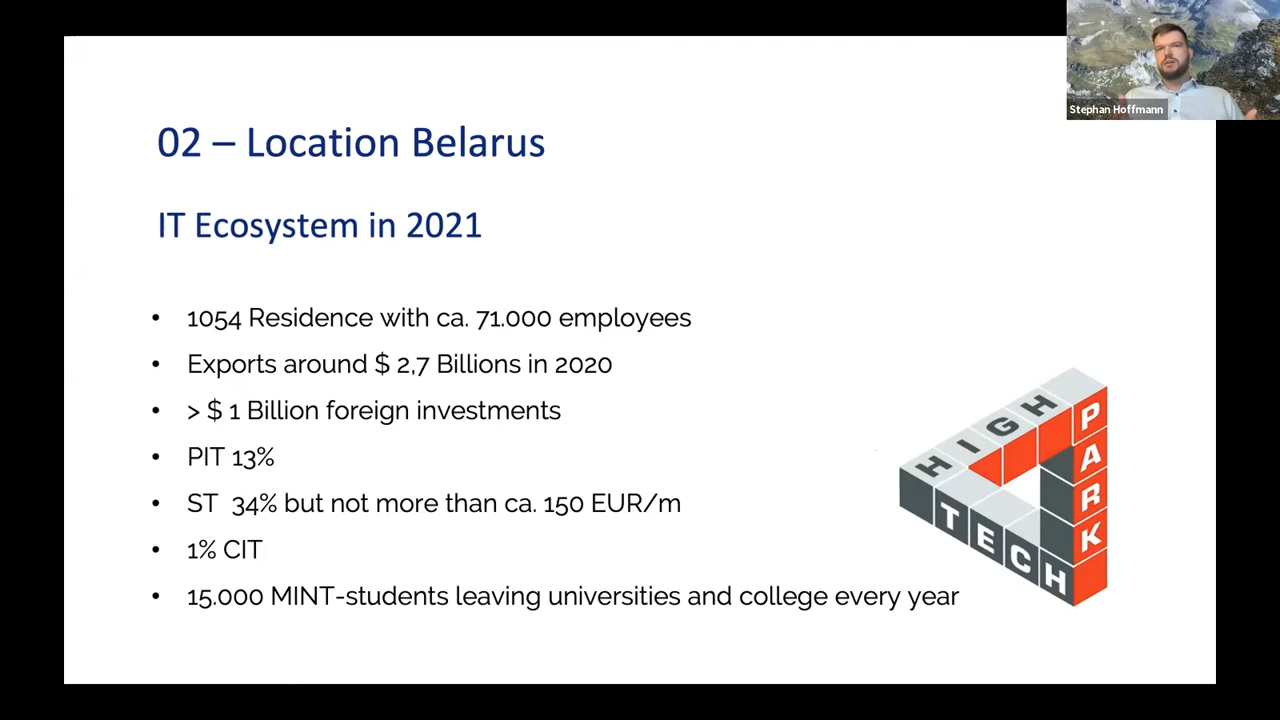 Stephan Hoffmann
02 – Location Belarus
IT Ecosystem in 2021
• 1054 Residence with ca. 71.000 employees
• Exports around $ 2,7 Billions in 2020
• > $ 1 Billion foreign investments
• PIT 13%
• ST 34% but not more than ca. 150 EUR/m
• 1% CIT
• 15.000 MINT-students leaving universities and college every year
HIGH
TECH
PARK